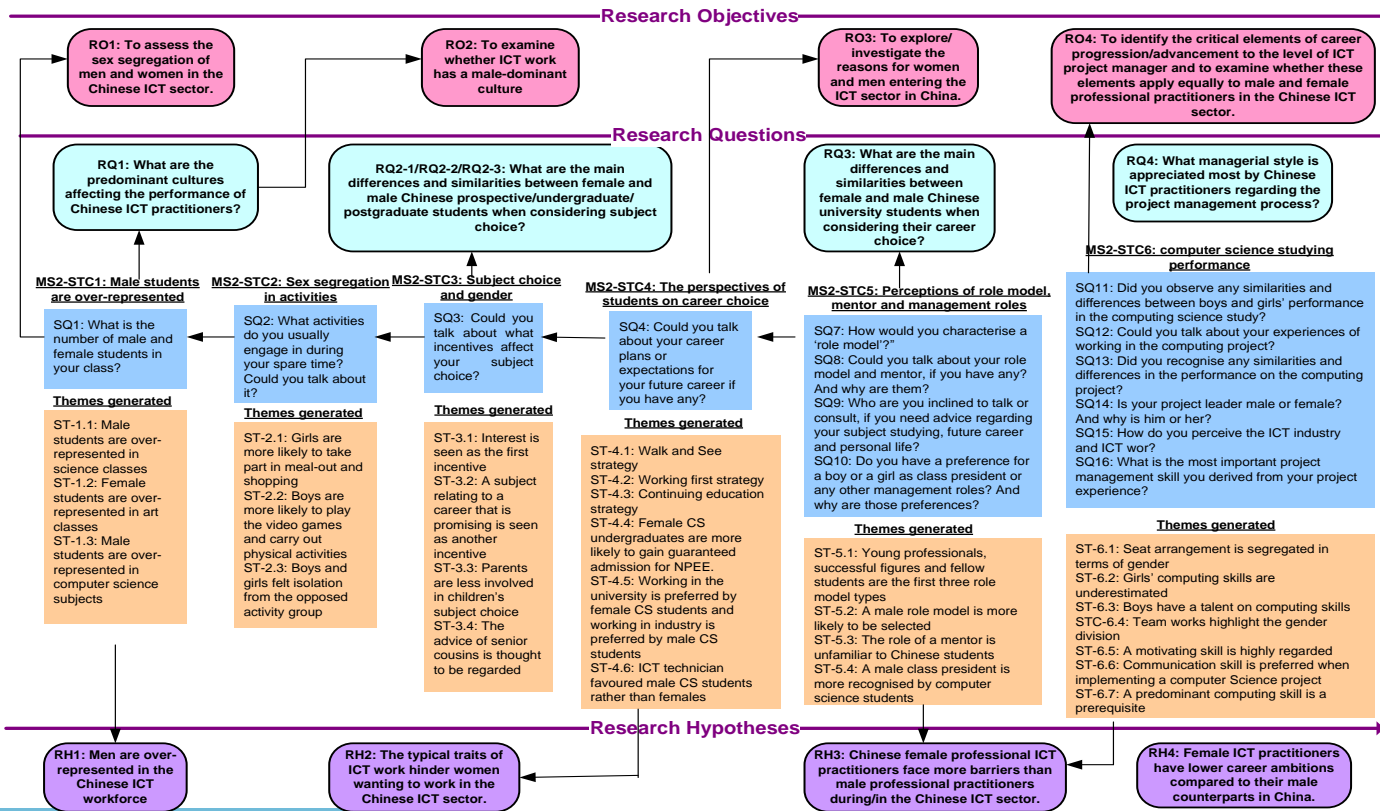 Research Objectives
RO1: To assess the
sex segregation of
men and women in the
Chinese ICT sector.
RO2: To examine
whether ICT work
has a male-dominant
culture
RO3: To explore/
investigate the
reasons for women
and men entering the
ICT sector in China.
RO4: To identify the critical elements of career
progression/advancement to the level of ICT
project manager and to examine whether these
elements apply equally to male and female
professional practitioners in the Chinese ICT
sector.
Research Questions
RQ1: What are the
predominant cultures
affecting the performance of
Chinese ICT practitioners?
RQ2-1/RQ2-2/RQ2-3: What are the main
differences and similarities between female and
male Chinese prospective/undergraduate/
postgraduate students when considering subject
choice?
RQ3: What are the main
differences and
similarities between
female and male Chinese
university students when
considering their career
choice?
RQ4: What managerial style is
appreciated most by Chinese
ICT practitioners regarding the
project management process?
MS2-STC1: Male students
are over-represented
SQ1: What is the
number of male and
female students in
your class?
Themes generated
ST-1.1: Male
students are over-
represented in
science classes
ST-1.2: Female
students are over-
represented in art
classes
ST-1.3: Male
students are over-
represented in
computer science
subjects
MS2-STC2: Sex segregation
in activities
SQ2: What activities
do you usually
engage in during
your spare time?
Could you talk about
it?
Themes generated
ST-2.1: Girls are
more likely to take
part in meal-out and
shopping
ST-2.2: Boys are
more likely to play
the video games
and carry out
physical activities
ST-2.3: Boys and
girls felt isolation
from the opposed
activity group
MS2-STC3: Subject choice
and gender
SQ3: Could you
talk about what
incentives affect
your subject
choice?
Themes generated
ST-3.1: Interest is
seen as the first
incentive
ST-3.2: A subject
relating to a
career that is
promising is seen
as another
incentive
ST-3.3: Parents
are less involved
in children's
subject choice
ST-3.4: The
advice of senior
cousins is thought
to be regarded
MS2-STC4: The perspectives of
students on career choice
SQ4: Could you talk
about your career
plans or
expectations for
your future career if
you have any?
Themes generated
ST-4.1: Walk and See
strategy
ST-4.2: Working first strategy
ST-4.3: Continuing education
strategy
ST-4.4: Female CS
undergraduates are more
likely to gain guaranteed
admission for NPEE.
ST-4.5: Working in the
university is preferred by
female CS students and
working in industry is
preferred by male CS
students
ST-4.6: ICT technician
favoured male CS students
rather than females
MS2-STC5: Perceptions of role model,
mentor and management roles
SQ7: How would you characterise a
'role model'?"
SQ8: Could you talk about your role
model and mentor, if you have any?
And why are them?
SQ9: Who are you inclined to talk or
consult, if you need advice regarding
your subject studying, future career
and personal life?
SQ10: Do you have a preference for
a boy or a girl as class president or
any other management roles? And
why are those preferences?
Themes generated
ST-5.1: Young professionals,
successful figures and fellow
students are the first three role
model types
ST-5.2: A male role model is more
likely to be selected
ST-5.3: The role of a mentor is
unfamiliar to Chinese students
ST-5.4: A male class president is
more recognised by computer
science students
MS2-STC6: computer science studying
performance
SQ11: Did you observe any similarities and
differences between boys and girls' performance
in the computing science study?
SQ12: Could you talk about your experiences of
working in the computing project?
SQ13: Did you recognise any similarities and
differences in the performance on the computing
project?
SQ14: Is your project leader male or female?
And why is him or her?
SQ15: How do you perceive the ICT industry
and ICT wor?
SQ16: What is the most important project
management skill you derived from your project
experience?
Themes generated
ST-6.1: Seat arrangement is segregated in
terms of gender
ST-6.2: Girls' computing skills are
underestimated
ST-6.3: Boys have a talent on computing skills
STC-6.4: Team works highlight the gender
division
ST-6.5: A motivating skill is highly regarded
ST-6.6: Communication skill is preferred when
implementing a computer Science project
ST-6.7: A predominant computing skill is a
prerequisite
Research Hypotheses
RH1: Men are over-
represented in the
Chinese ICT
workforce
RH2: The typical traits of
ICT work hinder women
wanting to work in the
Chinese ICT sector.
RH3: Chinese female professional ICT
practitioners face more barriers than
male professional practitioners
during/in the Chinese ICT sector.
RH4: Female ICT practitioners
have lower career ambitions
compared to their male
counterparts in China.